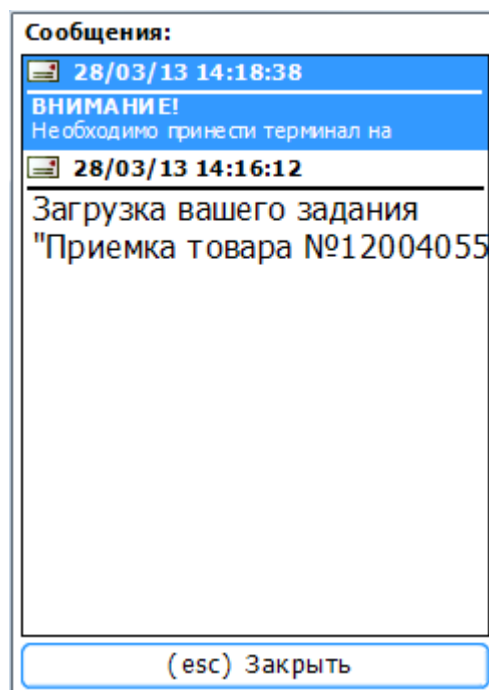 Сообщения:
28/03/13 14:18:38
ВНИМАНИЕ!
Необходимо принести терминал на
28/03/13 14:16:12
Загрузка вашего задания
"Приемка товара №12004055
(esc) Закрыть